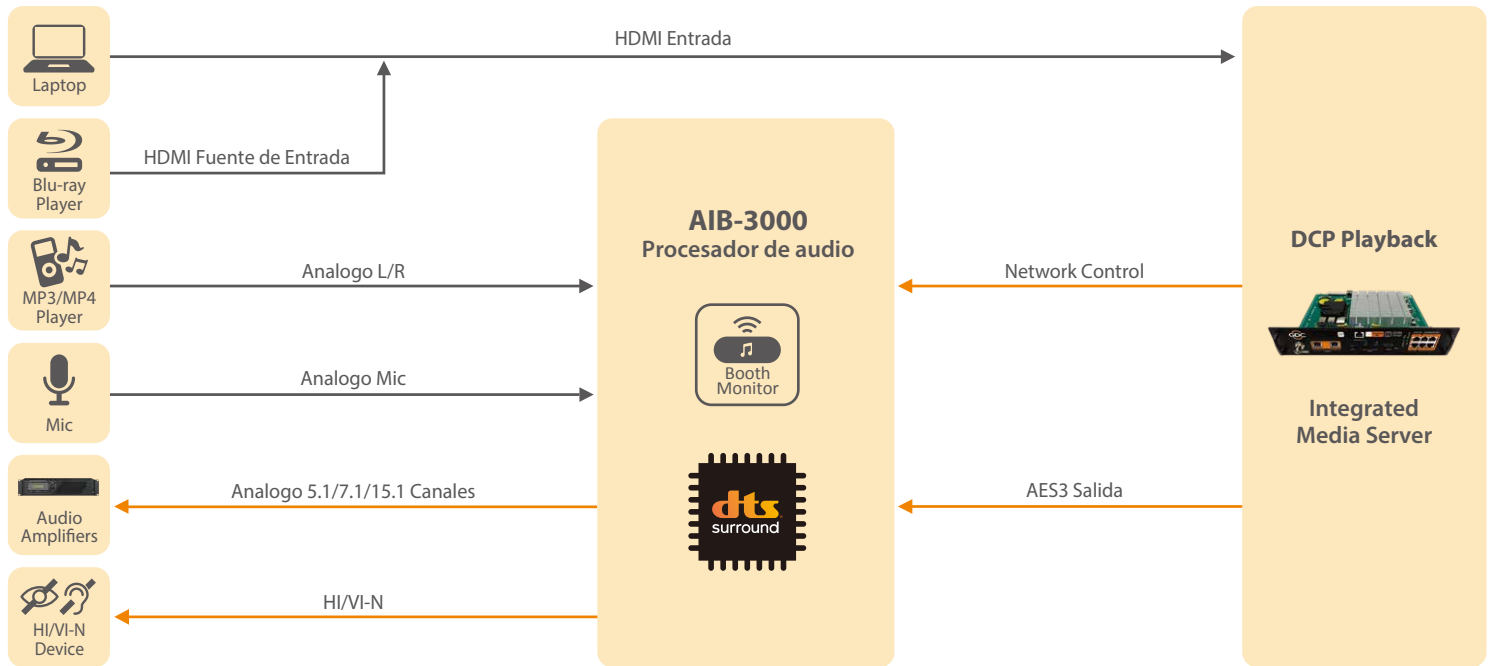 HDMI Entrada
Laptop
HDMI Fuente de Entrada
Blu-ray
Player
AIB-3000
Procesador de audio
DCP Playback
Analogo L/R
Network Control
MP3/MP4
Player
Analogo Mic
Booth
Monitor
Mic
Integrated
Media Server
Analogo 5.1/7.1/15.1 Canales
AES3 Salida
dts
surround
Audio
Amplifiers
HI/VI-N
HI/VI-N
Device
GDC